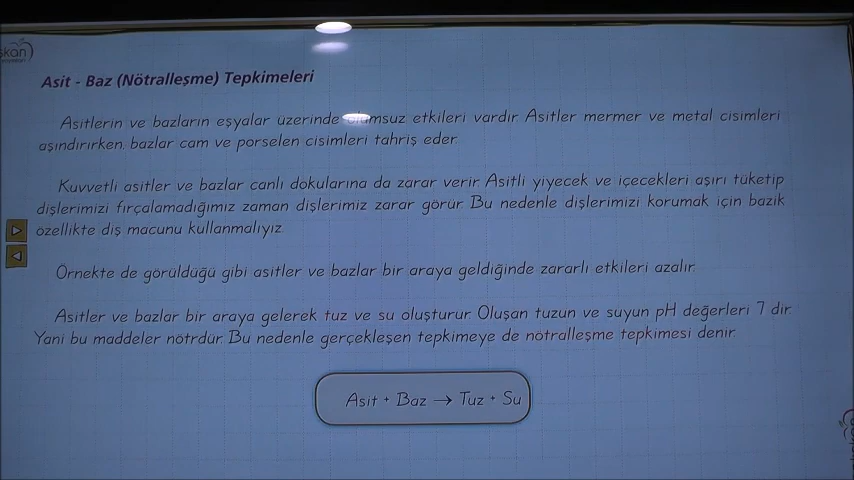 Asit - Baz (Nötralleşme) Tepkimeleri
Asitlerin ve bazların eşyalar üzerinde olumsuz etkileri vardır. Asitler mermer ve metal cisimleri
aşındırırken, bazlar cam ve porselen cisimleri tahriş eder.
Kuvvetli asitler ve bazlar canlı dokularına da zarar verir. Asitli yiyecek ve içecekleri aşırı tüketip
dişlerimizi fırçalamadığımız zaman dişlerimiz zarar görür. Bu nedenle dişlerimizi korumak için bazik
özellikte diş macunu kullanmalıyız.
Örnekte de görüldüğü gibi asitler ve bazlar bir araya geldiğinde zararlı etkileri azalır.
Asitler ve bazlar bir araya gelerek tuz ve su oluşturur. Oluşan tuzun ve suyun pH değerleri 7 dir.
Yani bu maddeler nötrdür. Bu nedenle gerçekleşen tepkimeye de nötralleşme tepkimesi denir.
Asit + Baz → Tuz + Su